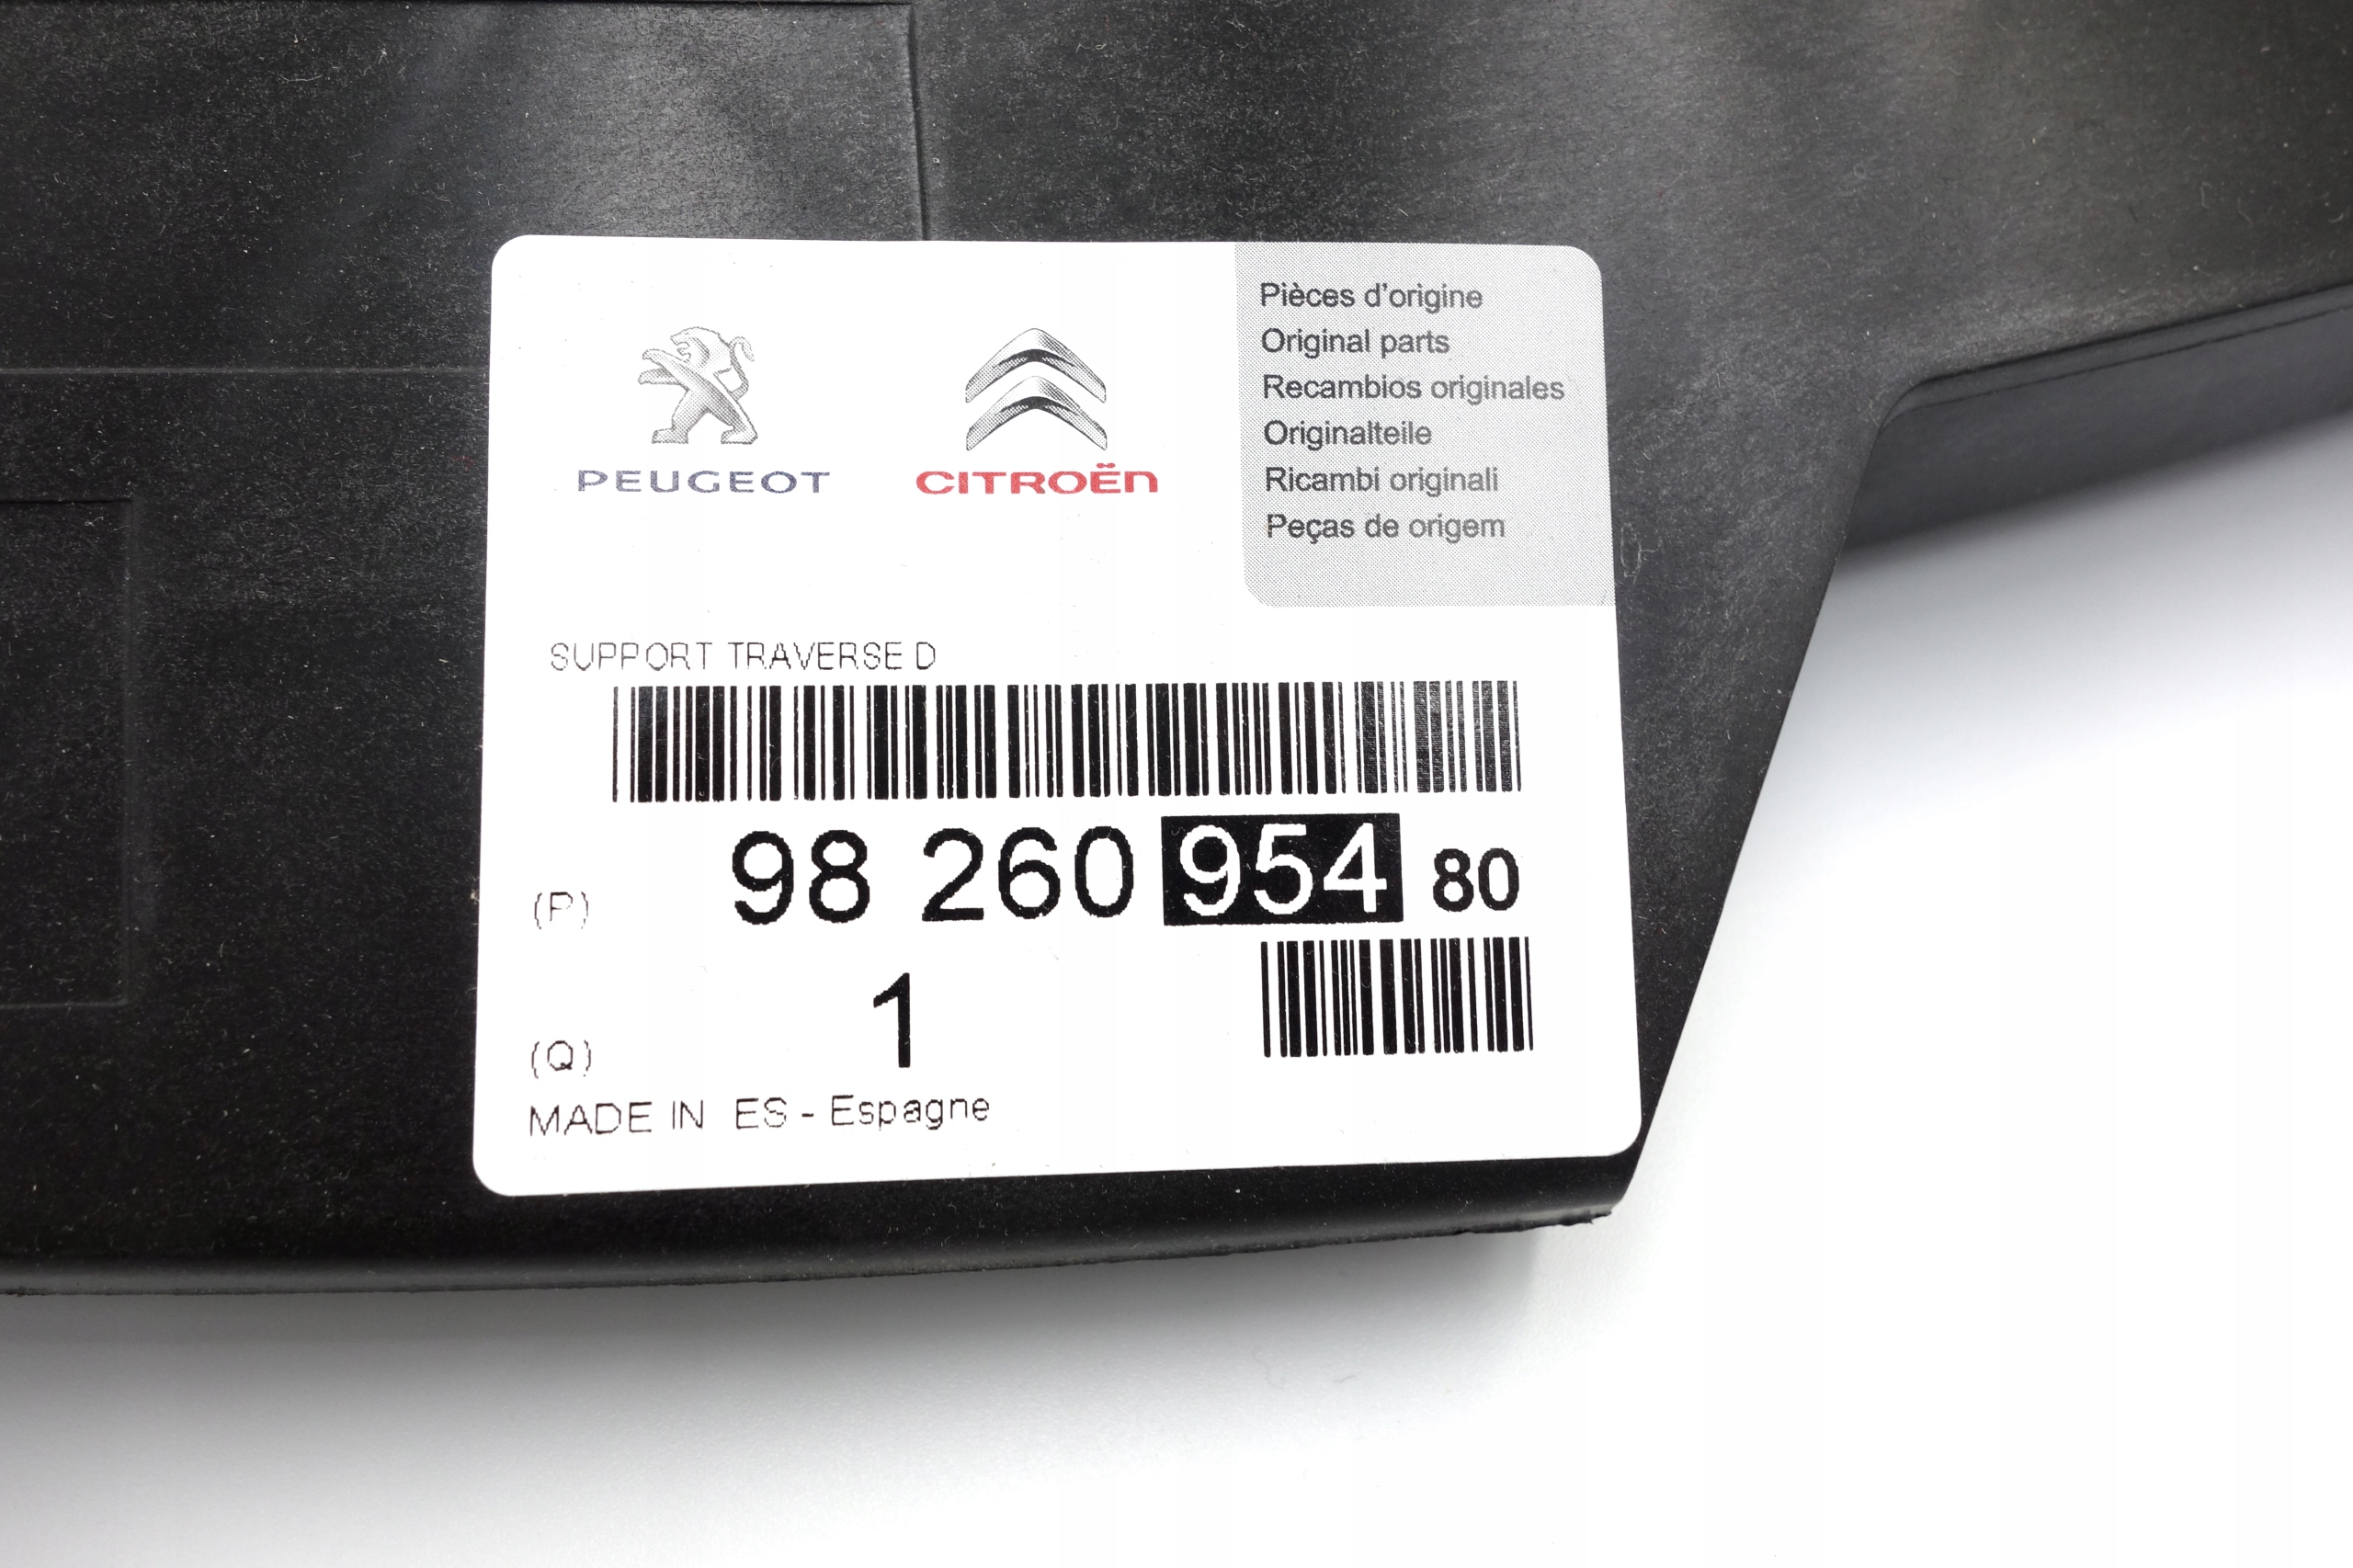 PEUGEOT
CITROËN
Pièces d'origine
Original parts
Recambios originales
Originalteile
Ricambi originali
Peças de origem
SUPPORT TRAVERSE D
(P) 98 260 954 80
(Q) 1
MADE IN ES - Espagne